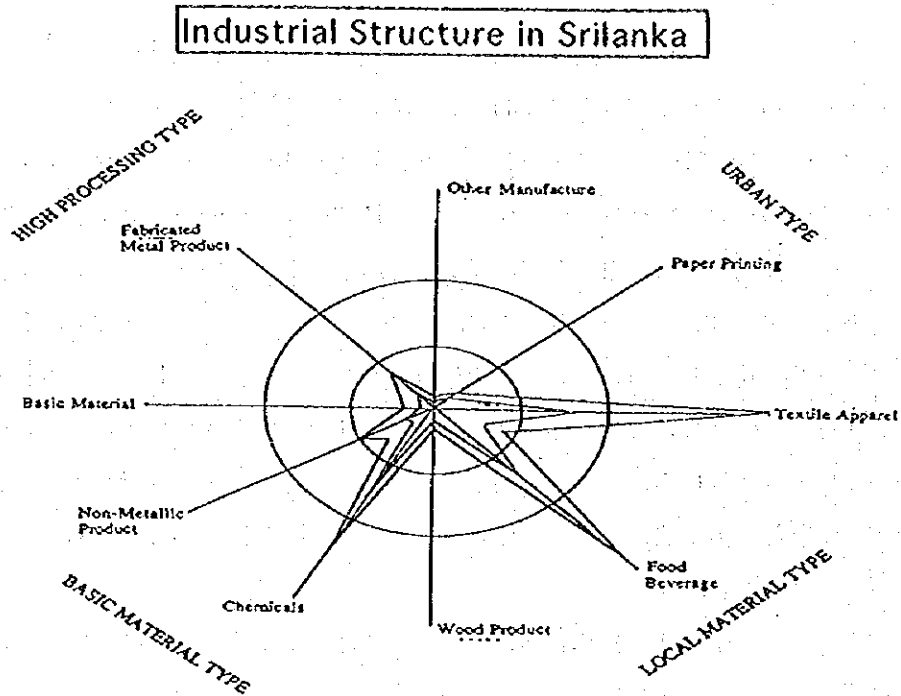 Industrial Structure in Srilanka
HIGH PROCESSING TYPE
URBAN TYPE
Other Manufacture
Fabricated
Metal Product
Paper Printing
Basic Material
Textile Apparel
Non-Metallic
Product
Food
Beverage
Chemicals
Wood Product
BASIC MATERIAL TYPE
LOCAL MATERIAL TYPE